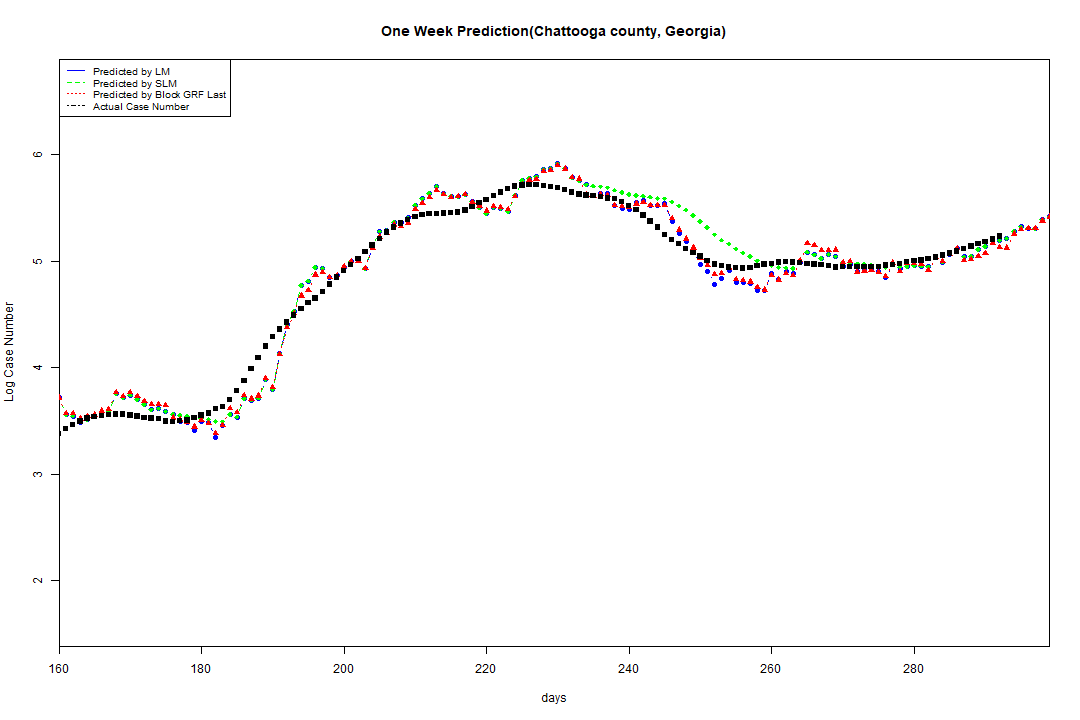 One Week Prediction(Chattooga county, Georgia)
Predicted by LM
Predicted by SLM
Predicted by Block GRF Last
Actual Case Number
6
5
4
3
2
Log Case Number
160 180 200 220 240 260 280
days